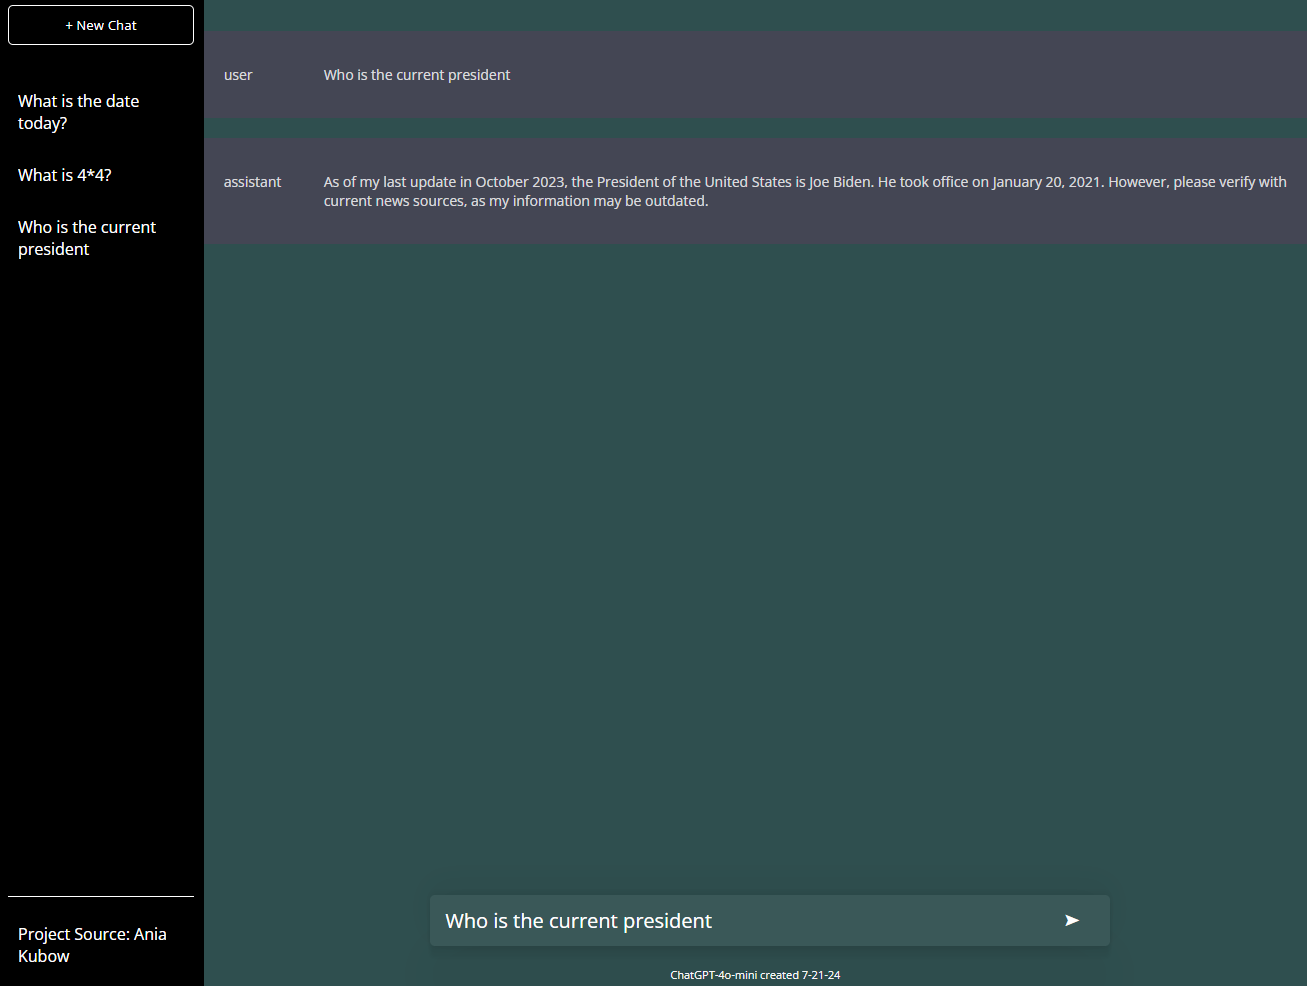 + New Chat
What is the date
today?
What is 4*4?
Who is the current
president
Project Source: Ania
Kubow
user
Who is the current president
assistant
As of my last update in October 2023, the President of the United States is Joe Biden. He took office on January 20, 2021. However, please verify with
current news sources, as my information may be outdated.
Who is the current president
➤
ChatGPT-4o-mini created 7-21-24